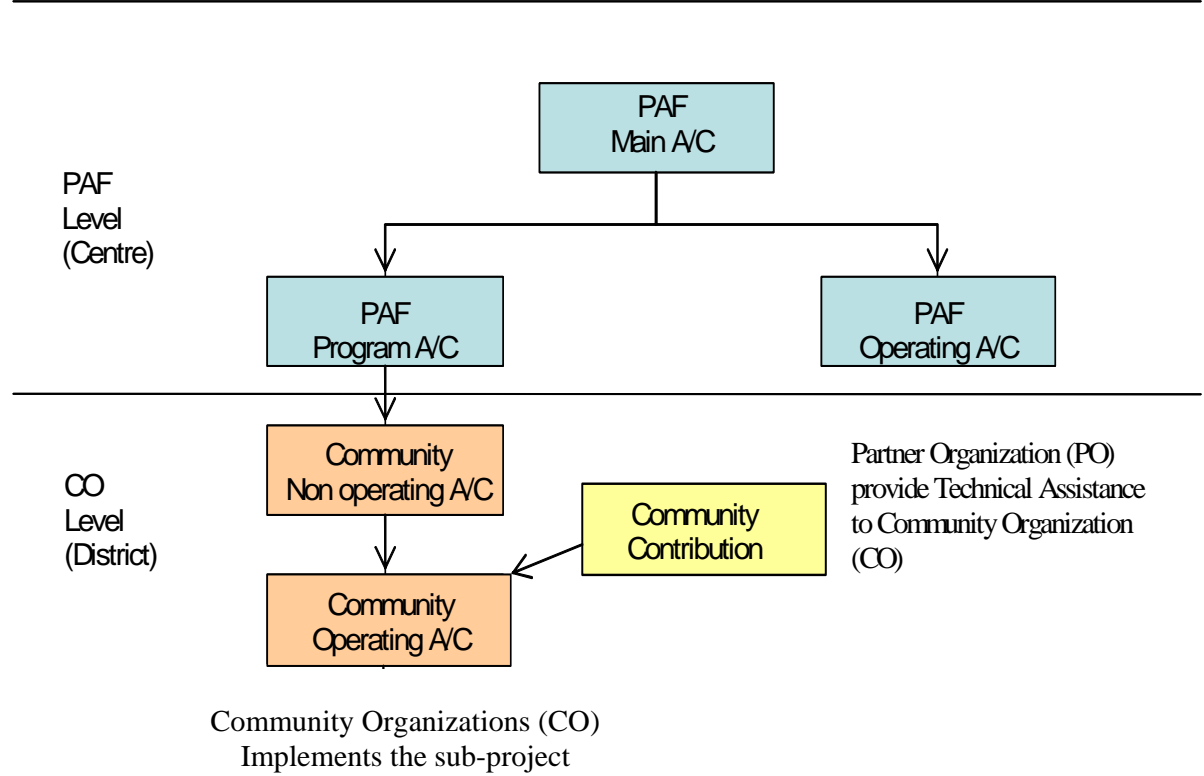 PAF
Main A/C
PAF
Level
(Centre)
PAF
Program A/C
PAF
Operating A/C
Community
Non operating A/C
CO
Level
(District)
Community
Contribution
Partner Organization (PO)
provide Technical Assistance
to Community Organization
(CO)
Community
Operating A/C
Community Organizations (CO)
Implements the sub-project